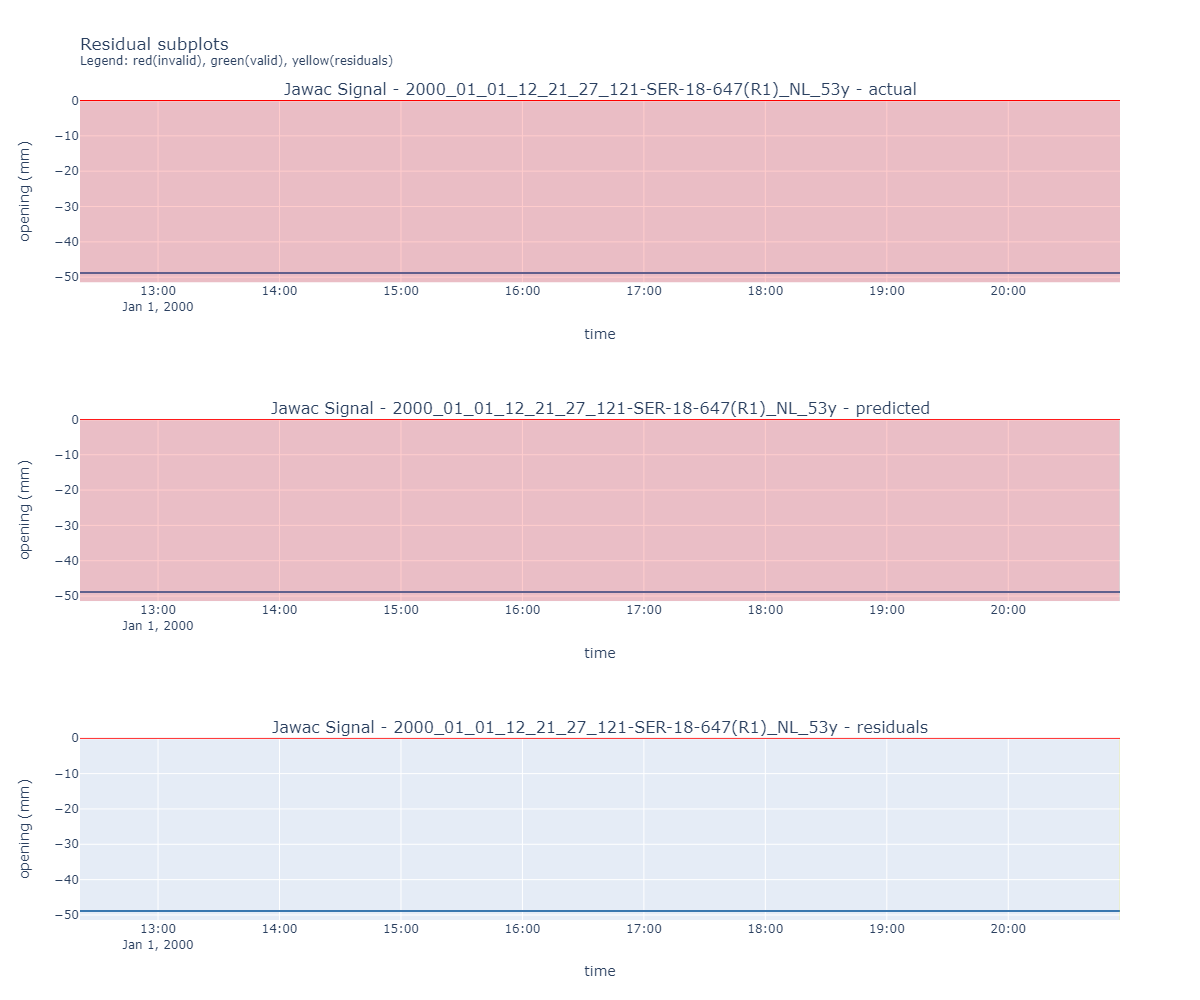 Residual subplots
Legend: red(invalid), green(valid), yellow(residuals)
Jawac Signal - 2000_01_01_12_21_27_121-SER-18-647(R1)_NL_53y - actual
0
−10
−20
−30
−40
−50
opening (mm)
13:00 14:00 15:00 16:00 17:00 18:00 19:00 20:00
Jan 1, 2000
time
Jawac Signal - 2000_01_01_12_21_27_121-SER-18-647(R1)_NL_53y - predicted
0
−10
−20
−30
−40
−50
opening (mm)
13:00 14:00 15:00 16:00 17:00 18:00 19:00 20:00
Jan 1, 2000
time
Jawac Signal - 2000_01_01_12_21_27_121-SER-18-647(R1)_NL_53y - residuals
0
−10
−20
−30
−40
−50
opening (mm)
13:00 14:00 15:00 16:00 17:00 18:00 19:00 20:00
Jan 1, 2000
time